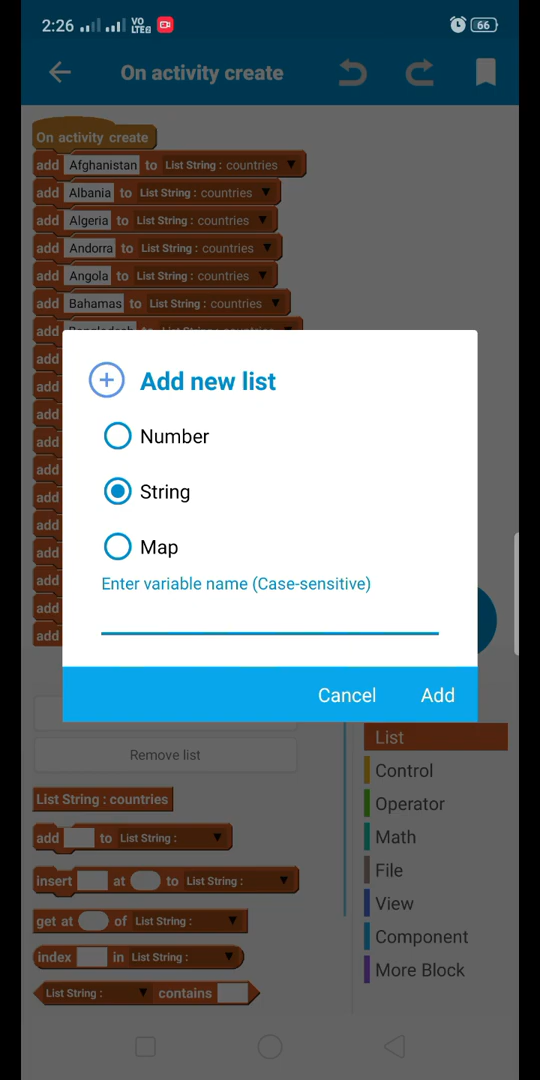 2:26 VO LTE 66
On activity create
On activity create
add Afghanistan to List String : countries
add Albania to List String : countries
add Algeria to List String : countries
add Andorra to List String : countries
add Angola to List String : countries
add Bahamas to List String : countries
add Bangladesh to List String : countries
add
add
add
add
add
add
add
add
add
add
add
Add new list
Number
String
Map
Enter variable name (Case-sensitive)
Cancel Add
Remove list
List String : countries
add to List String :
insert at to List String :
get at of List String :
index in List String :
List String : contains
List
Control
Operator
Math
File
View
Component
More Block